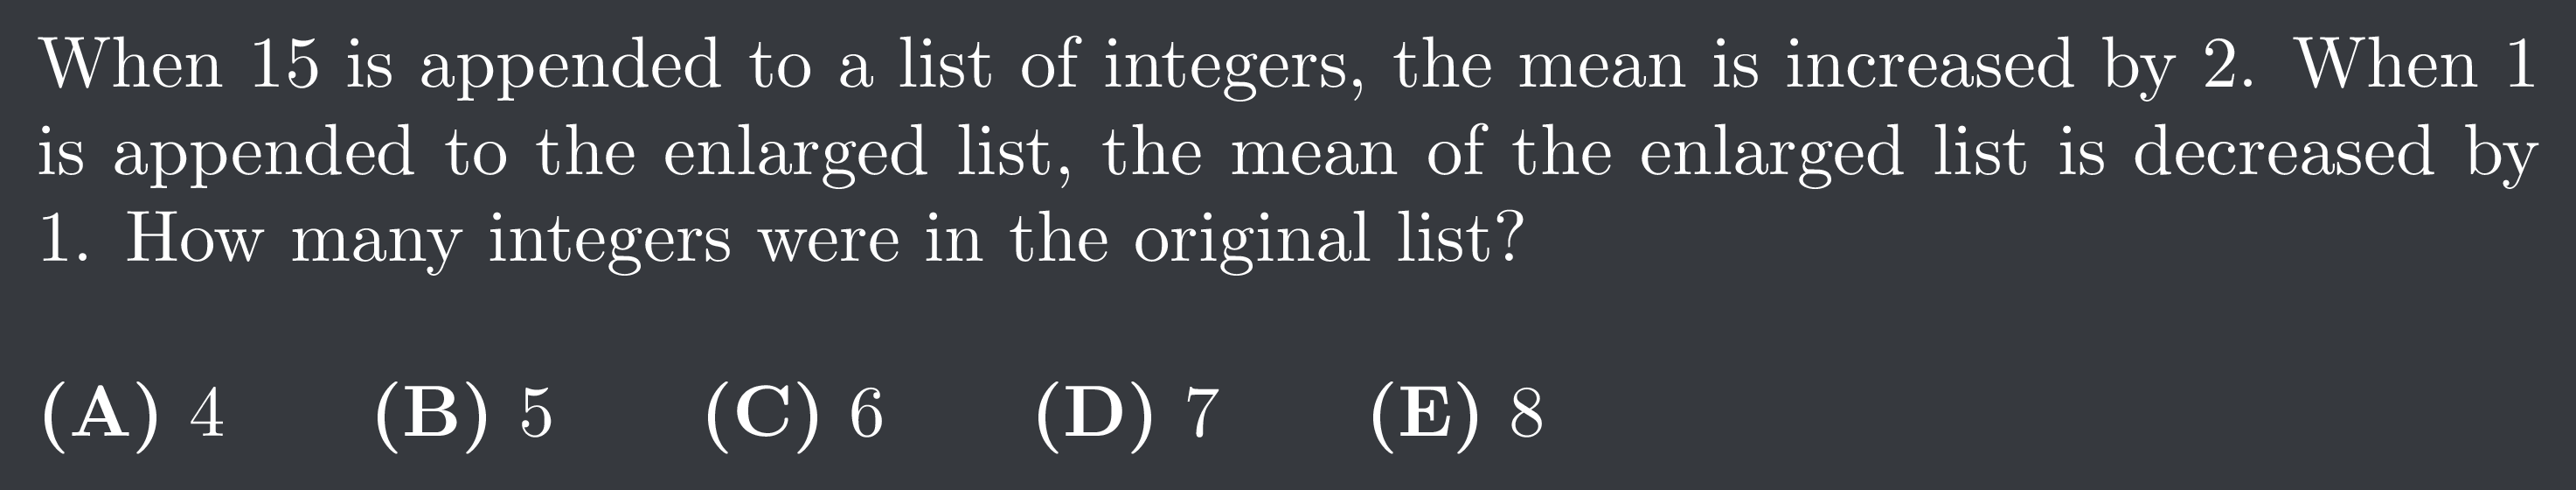 When 15 is appended to a list of integers, the mean is increased by 2. When 1
is appended to the enlarged list, the mean of the enlarged list is decreased by
1. How many integers were in the original list?
(A) 4 (B) 5 (C) 6 (D) 7 (E) 8